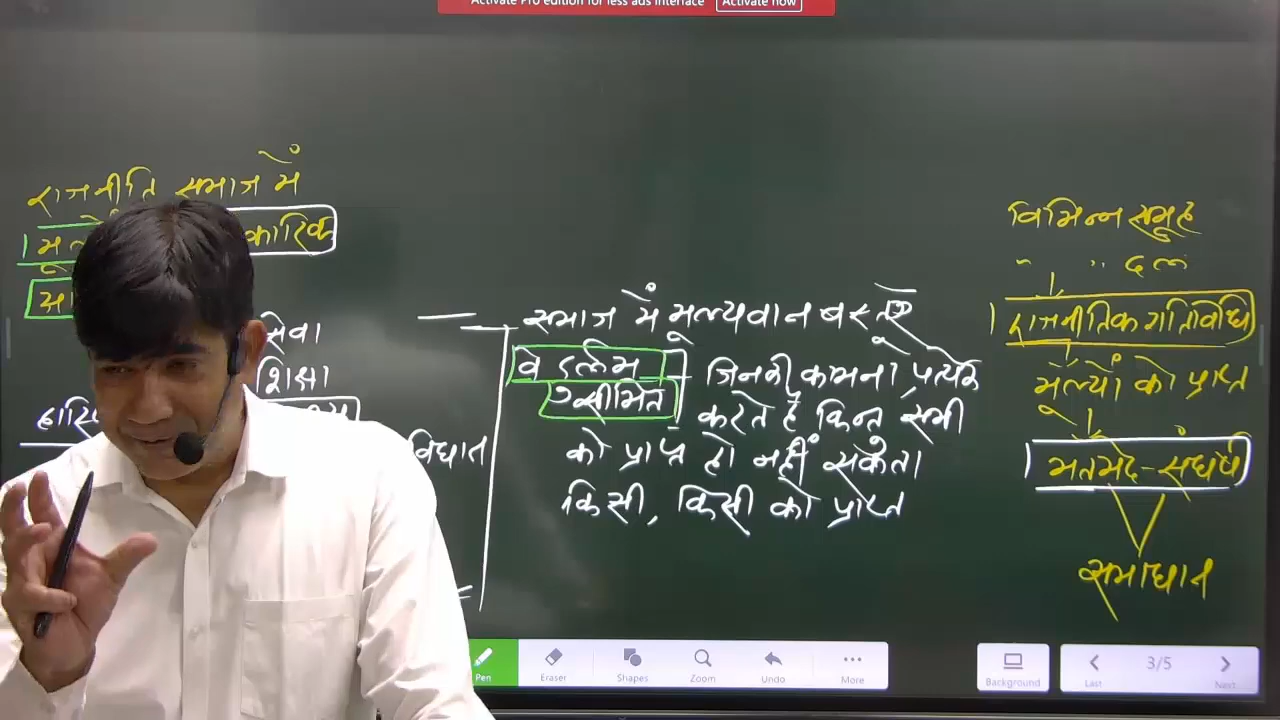 Activate Pro edition for less ads interface Activate now
राजनीति समाज में
कारिक
सेवा
शिक्षा
विधात
समाज में मूल्यवान वस्तुएँ
वे दुर्लभ जिनकी कामना प्रत्येक
सीमित करते है किन्तु सभी
को प्राप्त हो नहीं सकता
किसी, किसी को प्राप्त
विभिन्न समूह
" " दल
राजनीतिक गतिविधि
मूल्यों को प्राप्त
मतभेद - संघर्ष
समाधान
Pen Eraser Shapes Zoom Undo More
Background Last 3/5 Next